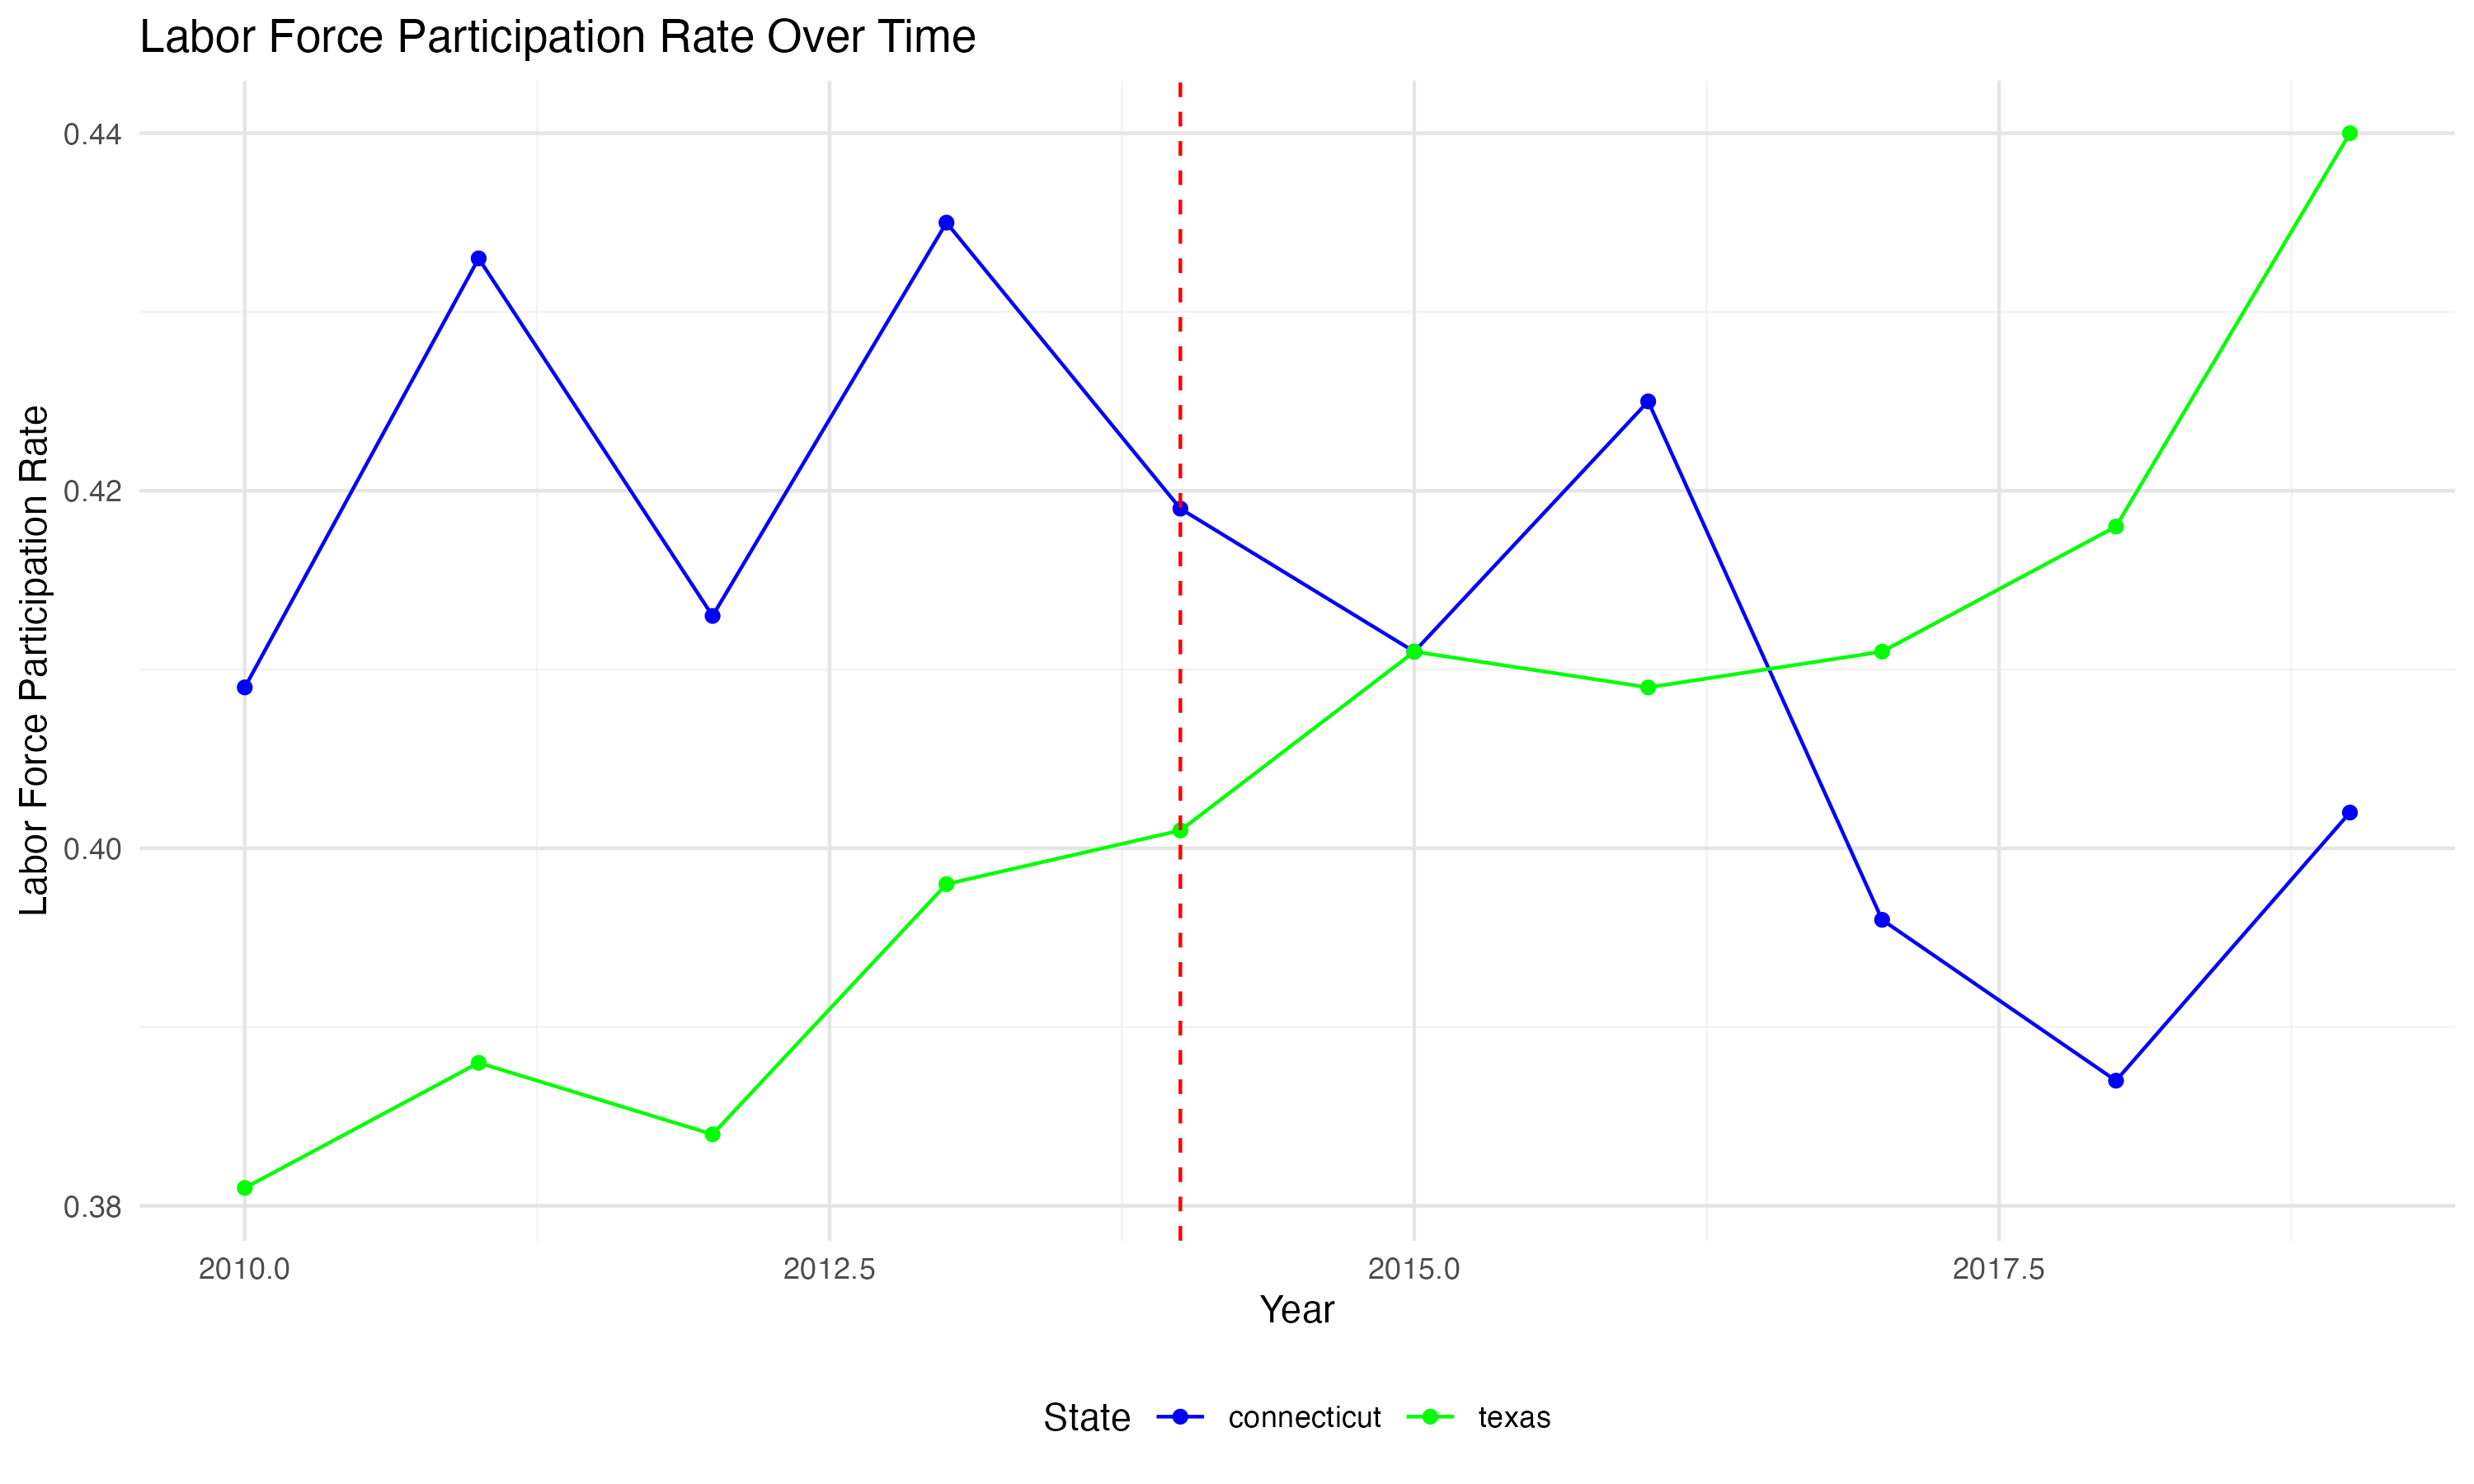 Labor Force Participation Rate Over Time
Labor Force Participation Rate
0.44
0.42
0.40
0.38
2010.0 2012.5 2015.0 2017.5
Year
State connecticut texas